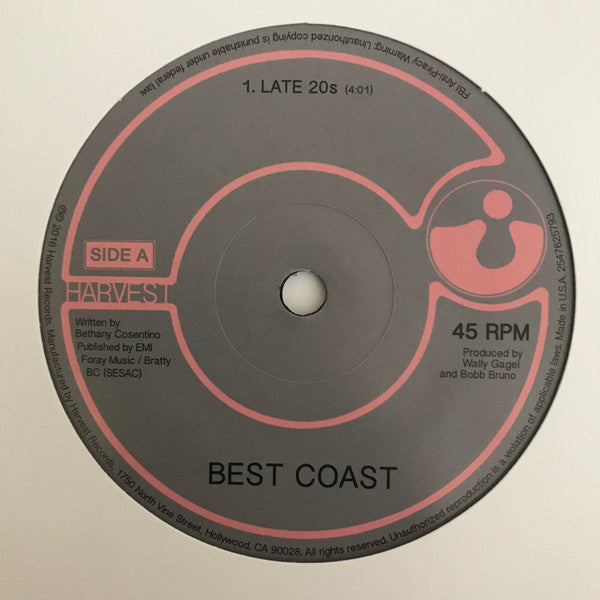 FBI Anti-Piracy Warning: Unauthorized copying is punishable under federal law.
1. LATE 20s (4:01)
SIDE A
HARVEST
Written by
Bethany Cosentino
Published by EMI
Foray Music / Bratty
BC (SESAC)
45 RPM
Produced by
Wally Gagel
and Bobb Bruno
BEST COAST
℗© 2016 Harvest Records. Manufactured by Harvest Records, 1750 North Vine Street, Hollywood, CA 90028. All rights reserved. Unauthorized reproduction is a violation of applicable laws. Made in U.S.A. 2547625793